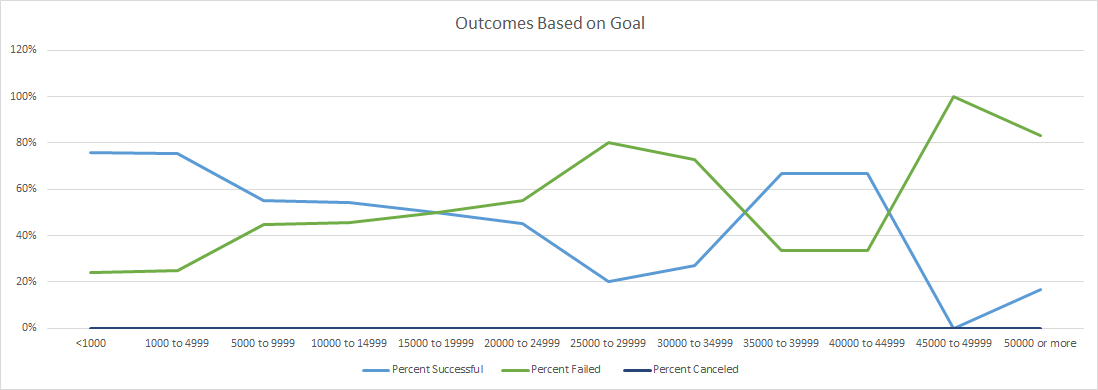 Outcomes Based on Goal
120%
100%
80%
60%
40%
20%
0%
<1000 1000 to 4999 5000 to 9999 10000 to 14999 15000 to 19999 20000 to 24999 25000 to 29999 30000 to 34999 35000 to 39999 40000 to 44999 45000 to 49999 50000 or more
Percent Successful Percent Failed Percent Canceled